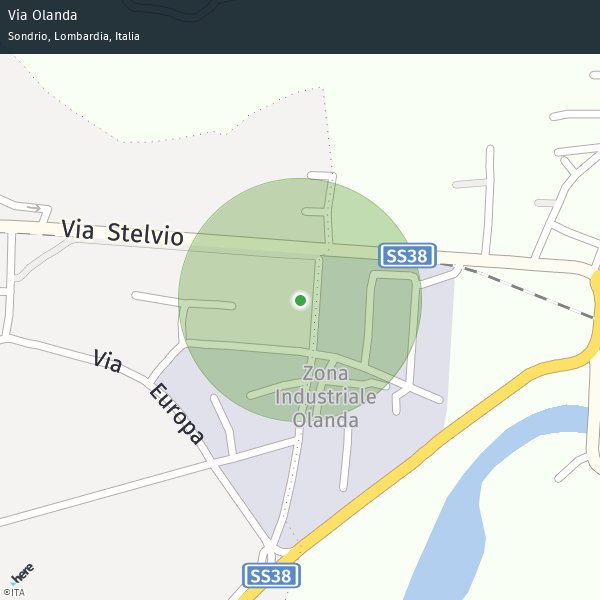 Via Olanda
Sondrio, Lombardia, Italia
Via Stelvio
SS38
Via Europa
Zona
Industriale
Olanda
SS38
here
©ITA